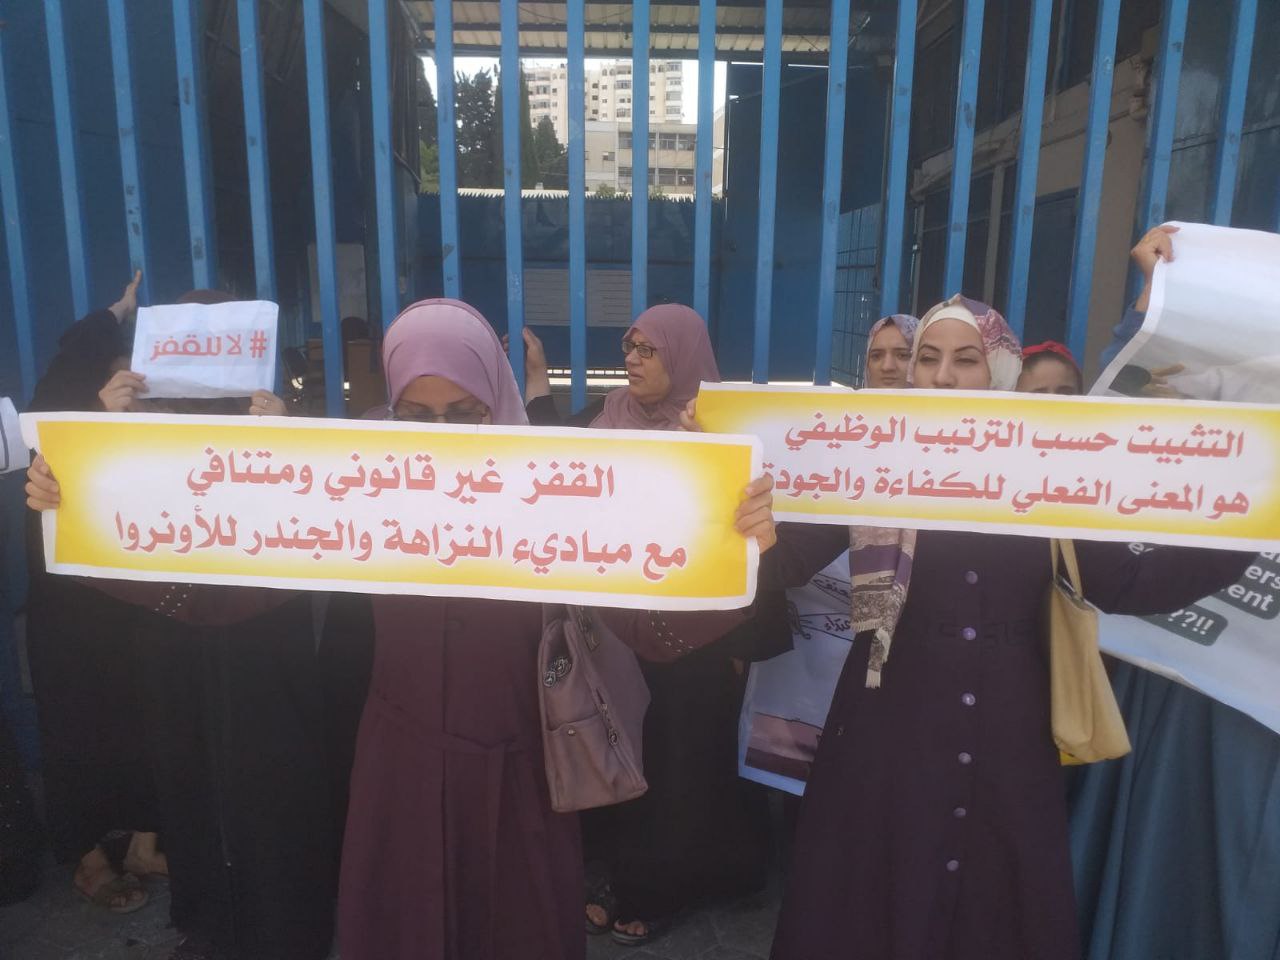 # لا للقفز
القفز غير قانوني ومتنافي
مع مباديء النزاهة والجندر للأونروا
التثبيت حسب الترتيب الوظيفي
هو المعنى الفعلي للكفاءة والجودة
??!!